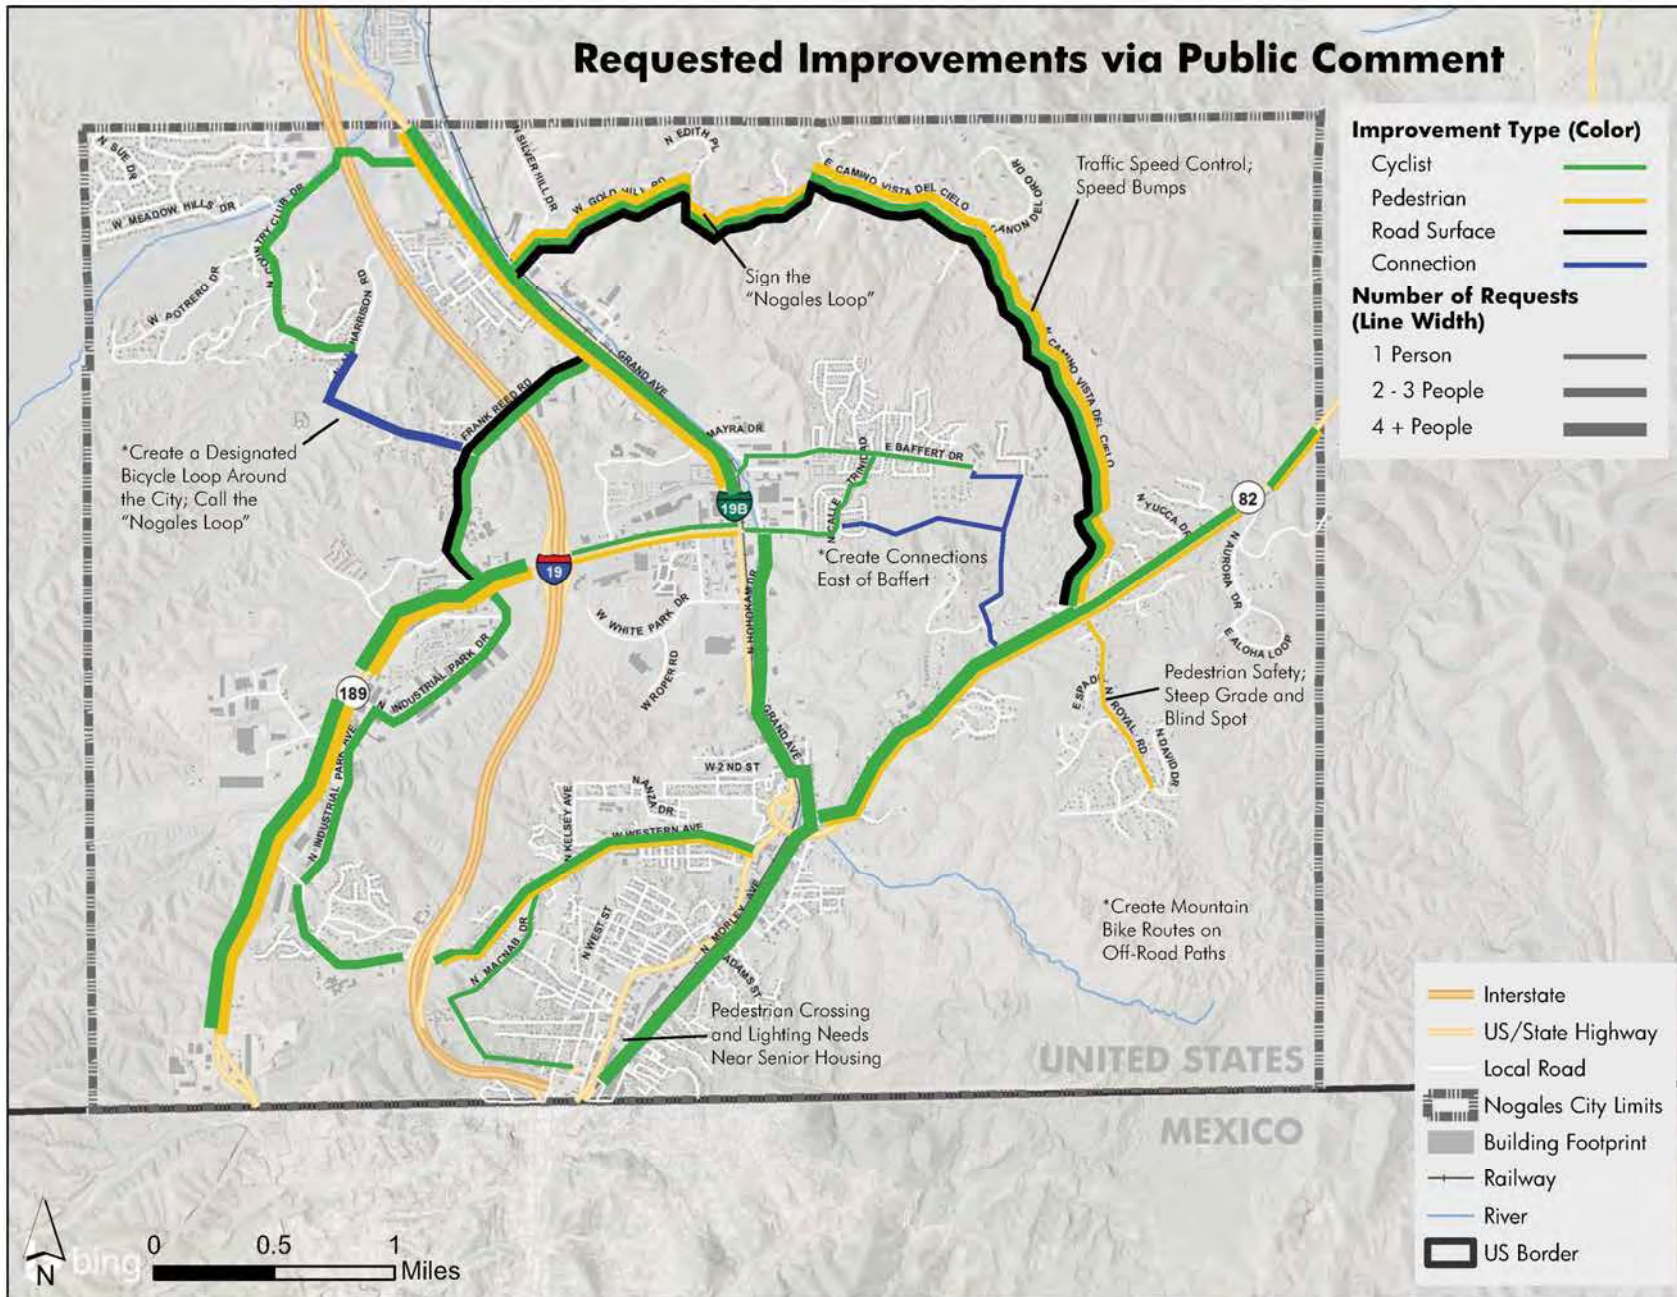 Requested Improvements via Public Comment
Improvement Type (Color)
Cyclist
Pedestrian
Road Surface
Connection
Number of Requests
(Line Width)
1 Person
2 - 3 People
4 + People
N SUE DR
W MEADOW HILLS DR
N COUNTRY CLUB DR
W POTRERO DR
HARRISON RD
N SILVER HILL DR
N EDITH PL
W GOLD HILL RD
E CAMINO VISTA DEL CIELO
CANON DEL ORO DR
Traffic Speed Control;
Speed Bumps
Sign the
"Nogales Loop"
N CAMINO VISTA DEL CIELO
GRAND AVE
FRANK REED RD
MAYRA DR
E BAFFERT DR
N CALLE TRINIDAD
*Create a Designated
Bicycle Loop Around
the City; Call the
"Nogales Loop"
19B
82
19
189
*Create Connections
East of Baffert
N YUCCA DR
N AURORA DR
E ALOHA LOOP
N HOHOKAM DR
W WHITE PARK DR
W ROPER RD
N INDUSTRIAL PARK DR
N INDUSTRIAL PARK AVE
GRAND AVE
Pedestrian Safety;
Steep Grade and
Blind Spot
E SPADE
N ROYAL RD
N DAVID DR
W 2ND ST
N ANZA DR
N KELSEY AVE
W WESTERN AVE
N MACNAB DR
N WEST ST
N MORLEY AVE
ADAMS ST
*Create Mountain
Bike Routes on
Off-Road Paths
Pedestrian Crossing
and Lighting Needs
Near Senior Housing
UNITED STATES
MEXICO
Interstate
US/State Highway
Local Road
Nogales City Limits
Building Footprint
Railway
River
US Border
N
bing
0 0.5 1
Miles